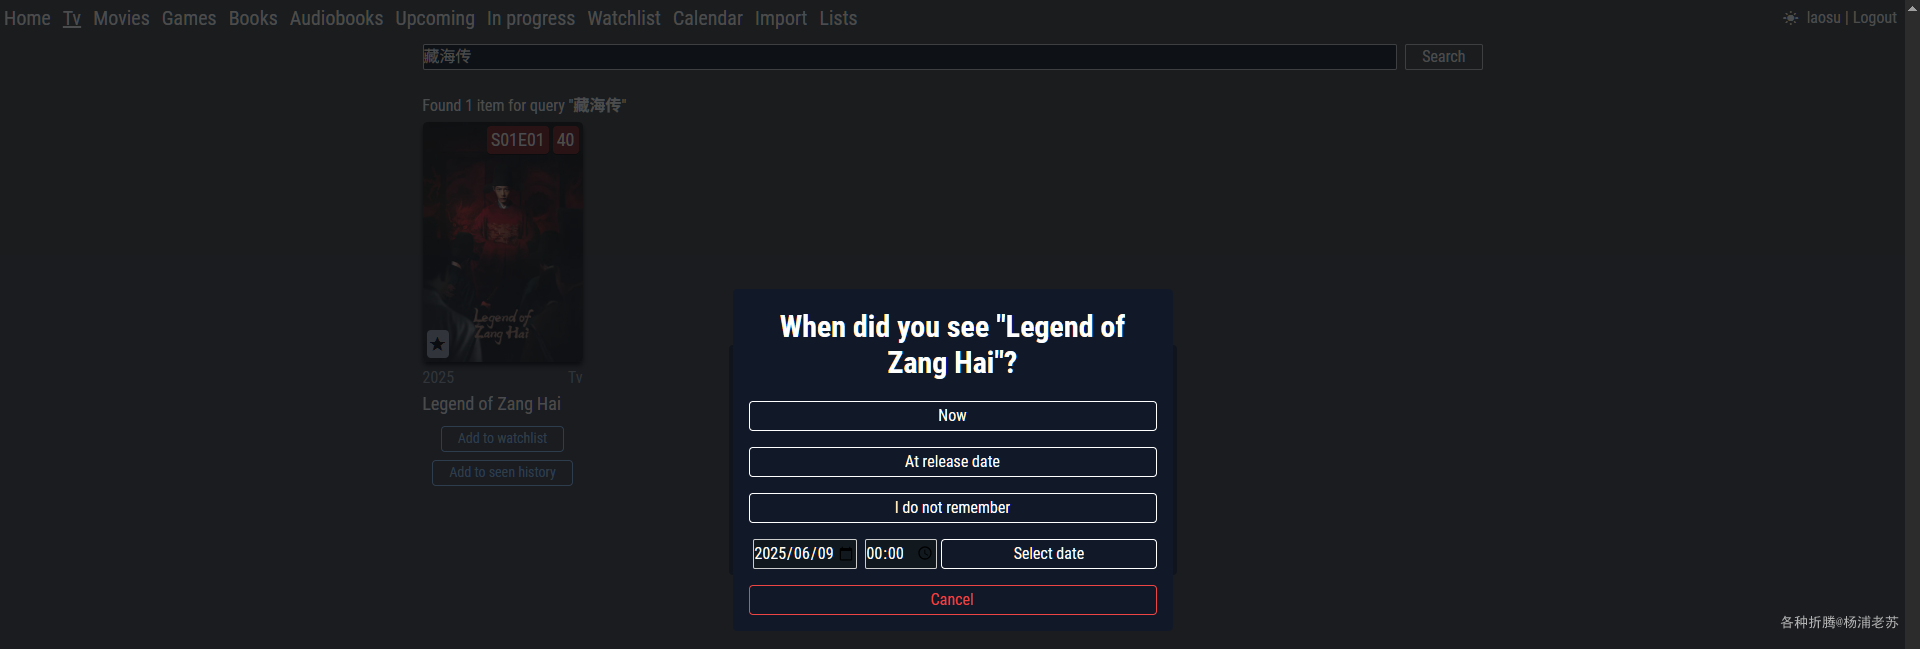 Home Tv Movies Games Books Audiobooks Upcoming In progress Watchlist Calendar Import Lists laosu | Logout
藏海传 Search
Found 1 item for query "藏海传"
S01E01 40
Legend of
Zang Hai
2025 Tv
Legend of Zang Hai
Add to watchlist
Add to seen history
When did you see "Legend of
Zang Hai"?
Now
At release date
I do not remember
2025/06/09 00:00 Select date
Cancel
各种折腾@杨浦老苏